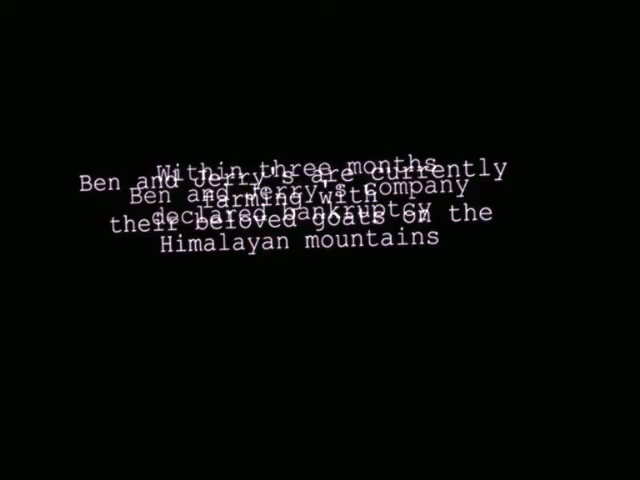 Within three months
Ben and Jerry's company
declared bankruptcy
Ben and Jerry's are currently
farming with
their beloved goats on the
Himalayan mountains